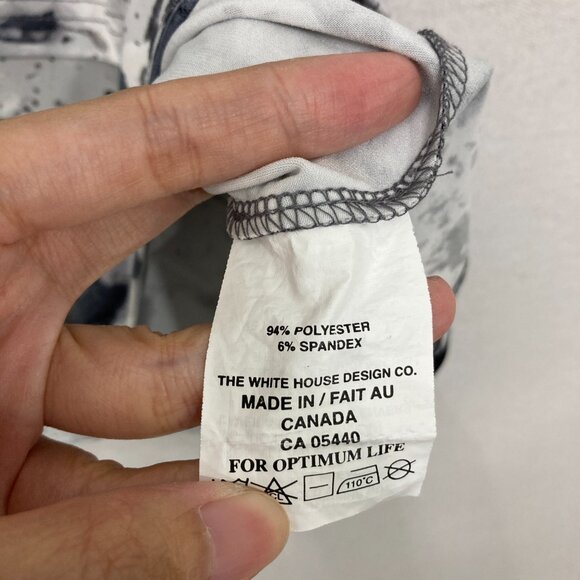 94% POLYESTER
6% SPANDEX
THE WHITE HOUSE DESIGN CO.
MADE IN / FAIT AU
CANADA
CA 05440
FOR OPTIMUM LIFE
CL 110°C